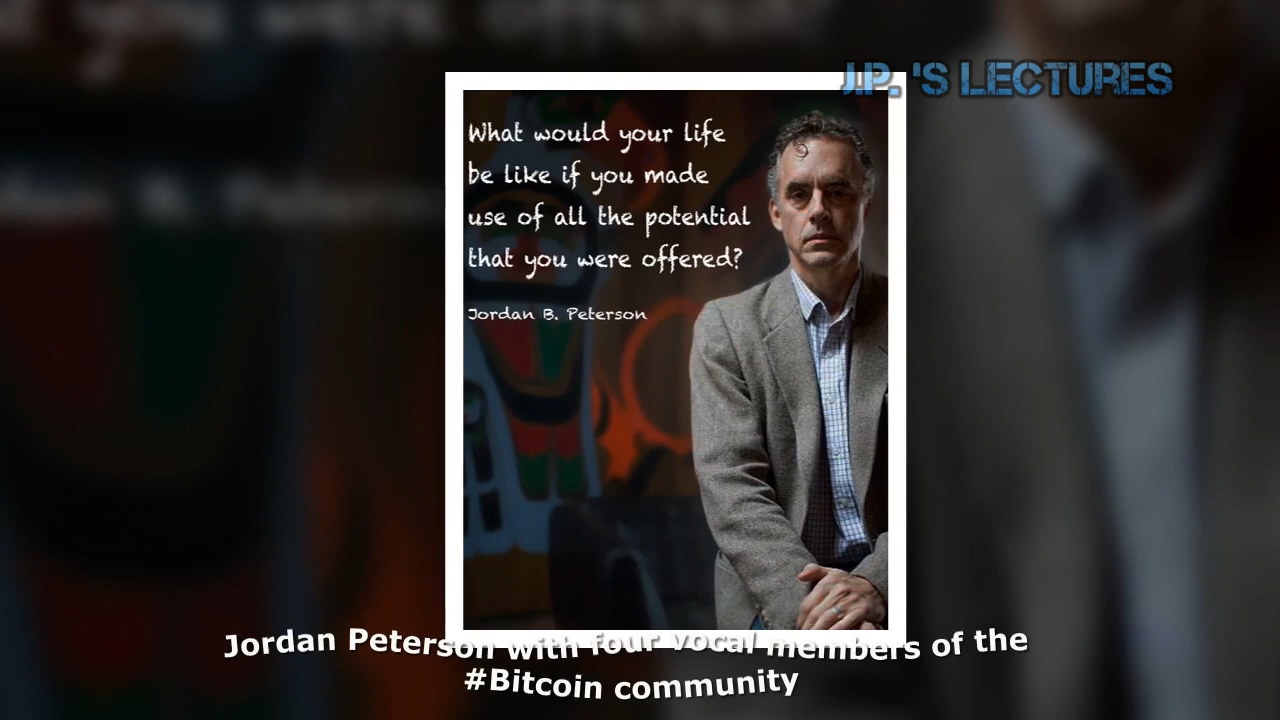 J.P. 'S LECTURES
What would your life
be like if you made
use of all the potential
that you were offered?
Jordan B. Peterson
Jordan Peterson with four vocal members of the
#Bitcoin community